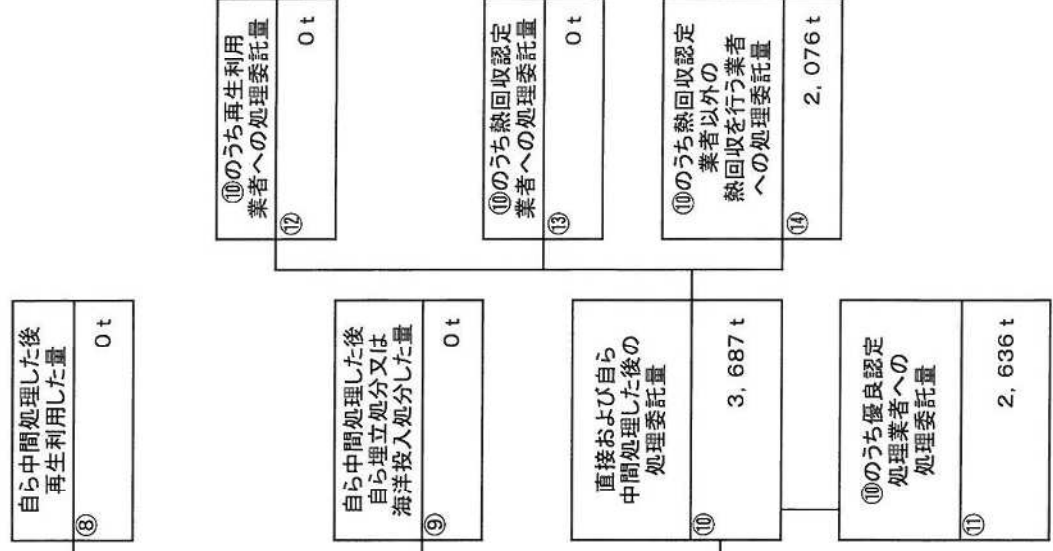 自ら中間処理した後
再生利用した量
⑧
0 t
自ら中間処理した後
自ら埋立処分又は
海洋投入処分した量
⑨
0 t
直接および自ら
中間処理した後の
処理委託量
⑩
3, 687 t
⑩のうち優良認定
処理業者への
処理委託量
⑪
2, 636 t
⑩のうち再生利用
業者への処理委託量
⑫
0 t
⑩のうち熱回収認定
業者への処理委託量
⑬
0 t
⑩のうち熱回収認定
業者以外の
熱回収を行う業者
への処理委託量
⑭
2, 076 t